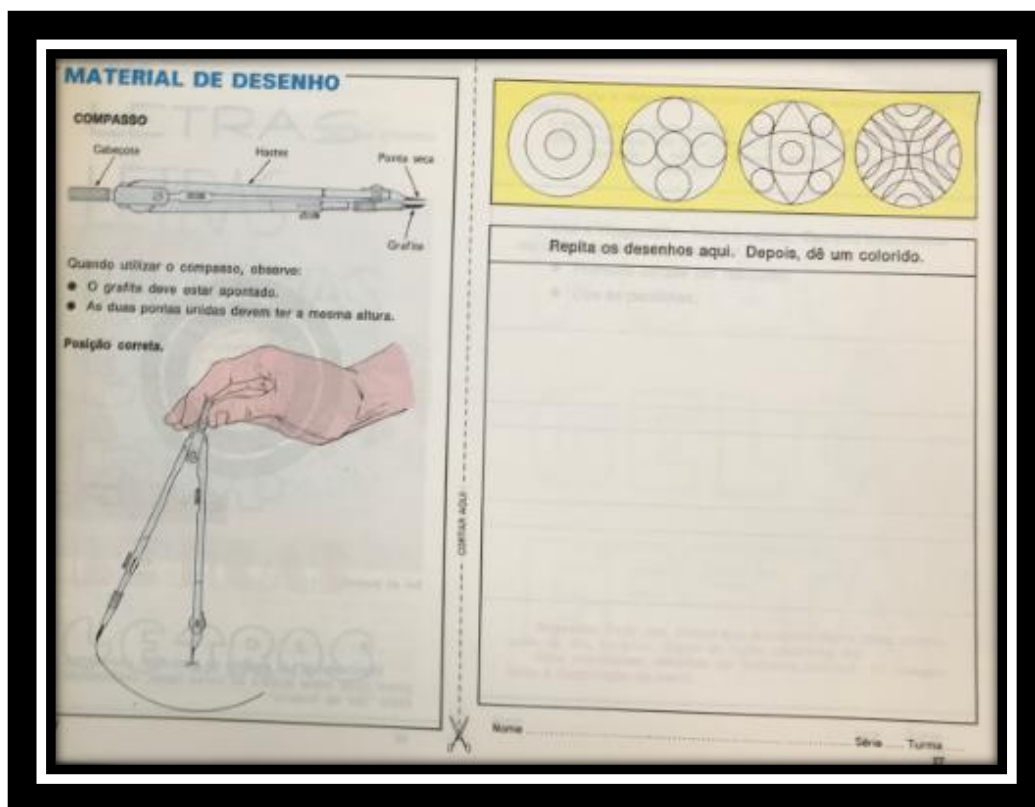 MATERIAL DE DESENHO
COMPASSO
Cabeçote
Hastes
Ponta seca
Grafite
Quando utilizar o compasso, observe:
● O grafite deve estar apontado.
● As duas pontas unidas devem ter a mesma altura.
Posição correta.
CORTAR AQUI
Repita os desenhos aqui. Depois, dê um colorido.
Nome
Série Turma